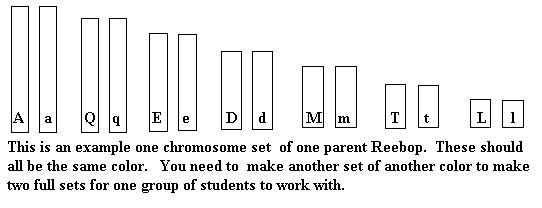 A a Q q E e D d M m T t L l
This is an example one chromosome set of one parent Reebop. These should
all be the same color. You need to make another set of another color to make
two full sets for one group of students to work with.